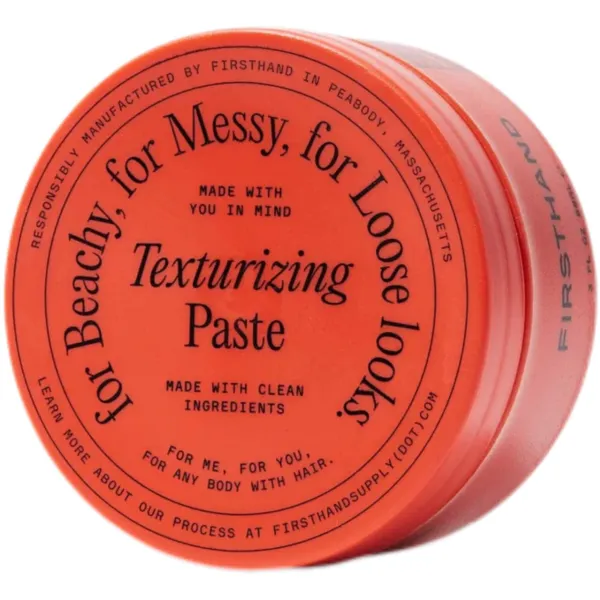 RESPONSIBLY MANUFACTURED BY FIRSTHAND IN PEABODY, MASSACHUSETTS
for Beachy, for Messy, for Loose looks.
MADE WITH
YOU IN MIND
Texturizing
Paste
MADE WITH CLEAN
INGREDIENTS
FOR ME, FOR YOU,
FOR ANY BODY WITH HAIR.
LEARN MORE ABOUT OUR PROCESS AT FIRSTHANDSUPPLY(DOT)COM
FIRSTHAND